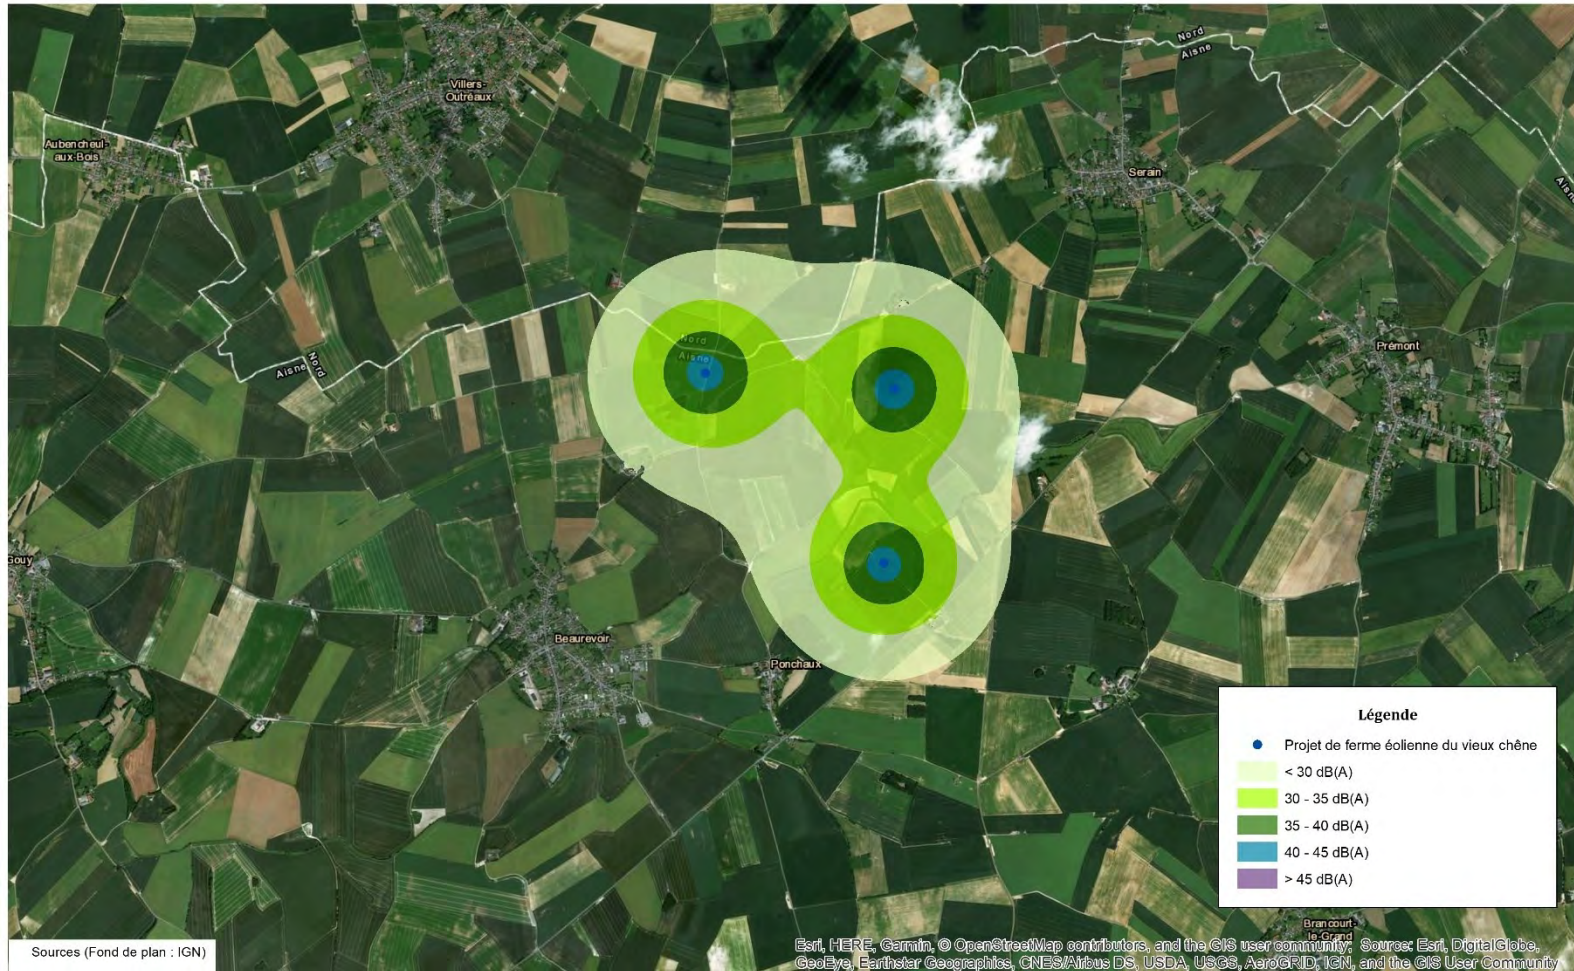 Nord
Aisne
Villers-
Outréaux
Aubencheul-
aux-Bois
Serain
Aisne
Nord
Aisne
Prémont
Aisne
Nord
Gouy
Beaurevoir
Ponchaux
Légende
Projet de ferme éolienne du vieux chêne
< 30 dB(A)
30 - 35 dB(A)
35 - 40 dB(A)
40 - 45 dB(A)
> 45 dB(A)
Brancourt-
le-Grand
Sources (Fond de plan : IGN)
Esri, HERE, Garmin, © OpenStreetMap contributors, and the GIS user community; Source: Esri, DigitalGlobe,
GeoEye, Earthstar Geographics, CNES/Airbus DS, USDA, USGS, AeroGRID, IGN, and the GIS User Community